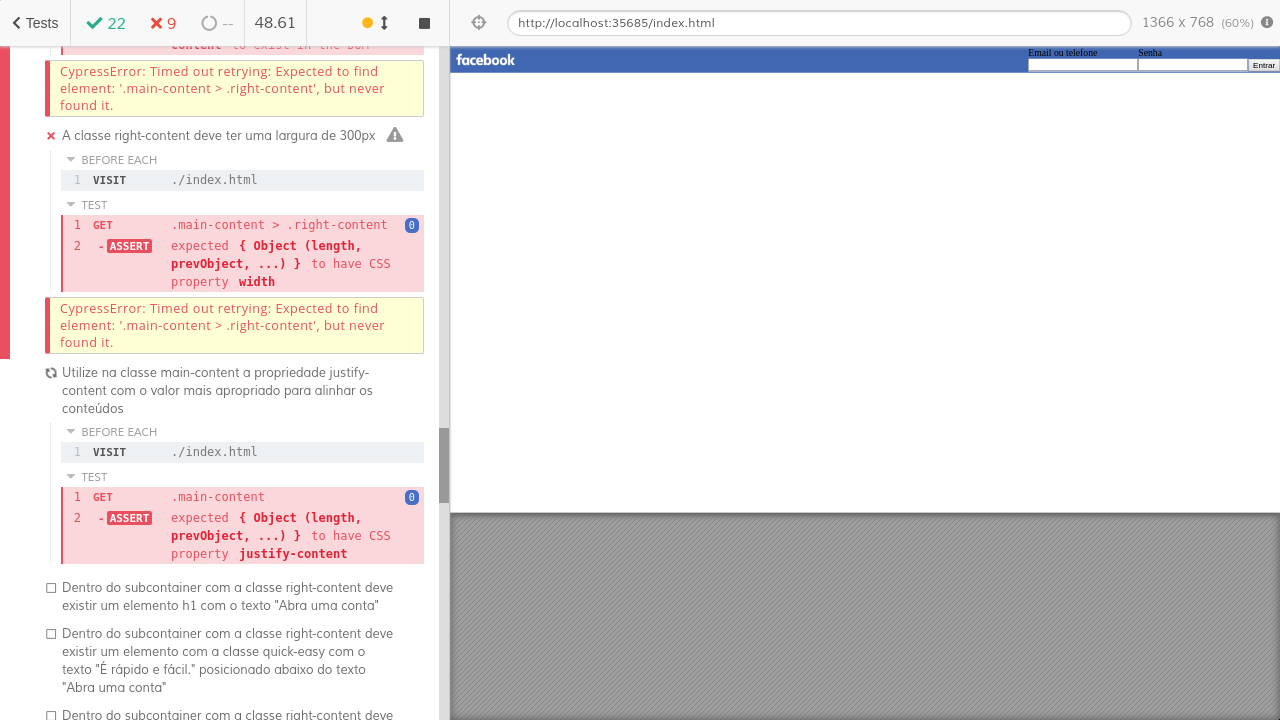 Tests
22
9
--
48.61
http://localhost:35685/index.html
1366 x 768 (60%)
content to exist in the DOM
CypressError: Timed out retrying: Expected to find
element: '.main-content > .right-content', but never
found it.
A classe right-content deve ter uma largura de 300px
BEFORE EACH
1 VISIT ./index.html
TEST
1 GET .main-content > .right-content 0
2 - ASSERT expected { Object (length,
prevObject, ...) } to have CSS
property width
CypressError: Timed out retrying: Expected to find
element: '.main-content > .right-content', but never
found it.
Utilize na classe main-content a propriedade justify-
content com o valor mais apropriado para alinhar os
conteúdos
BEFORE EACH
1 VISIT ./index.html
TEST
1 GET .main-content 0
2 - ASSERT expected { Object (length,
prevObject, ...) } to have CSS
property justify-content
Dentro do subcontainer com a classe right-content deve
existir um elemento h1 com o texto "Abra uma conta"
Dentro do subcontainer com a classe right-content deve
existir um elemento com a classe quick-easy com o
texto "É rápido e fácil." posicionado abaixo do texto
"Abra uma conta"
Dentro do subcontainer com a classe right-content deve
facebook
Email ou telefone
Senha
Entrar